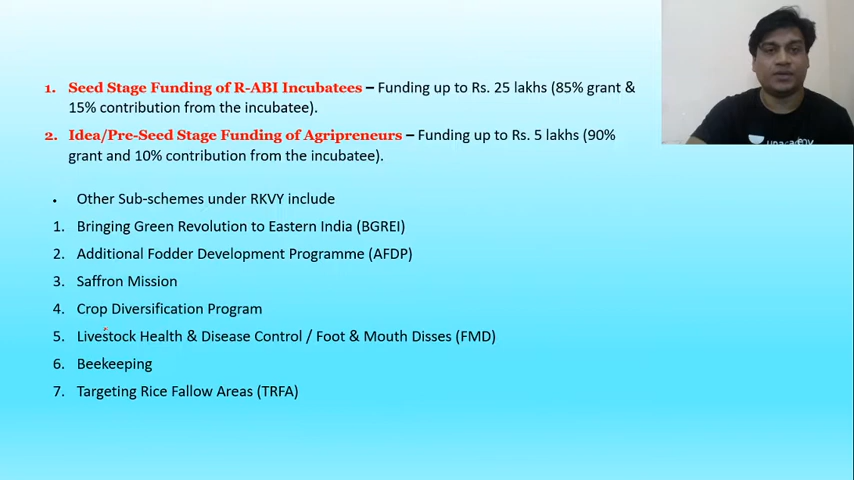 1. Seed Stage Funding of R-ABI Incubatees – Funding up to Rs. 25 lakhs (85% grant &
15% contribution from the incubatee).
2. Idea/Pre-Seed Stage Funding of Agripreneurs – Funding up to Rs. 5 lakhs (90%
grant and 10% contribution from the incubatee).
• Other Sub-schemes under RKVY include
1. Bringing Green Revolution to Eastern India (BGREI)
2. Additional Fodder Development Programme (AFDP)
3. Saffron Mission
4. Crop Diversification Program
5. Livestock Health & Disease Control / Foot & Mouth Disses (FMD)
6. Beekeeping
7. Targeting Rice Fallow Areas (TRFA)
unacademy